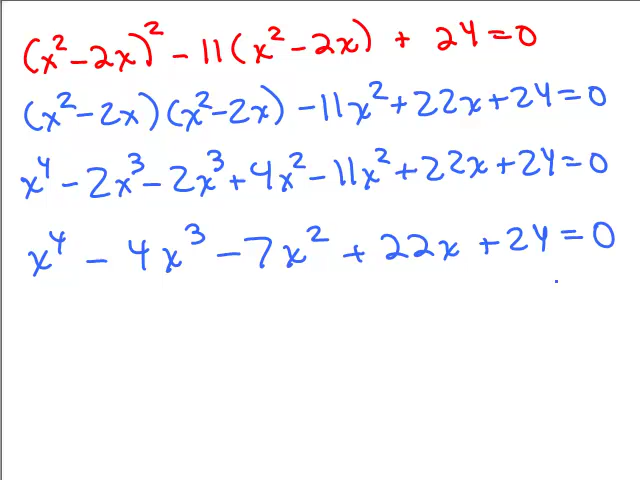 (x² - 2x)² - 11(x² - 2x) + 24 = 0
(x² - 2x)(x² - 2x) - 11x² + 22x + 24 = 0
x⁴ - 2x³ - 2x³ + 4x² - 11x² + 22x + 24 = 0
x⁴ - 4x³ - 7x² + 22x + 24 = 0